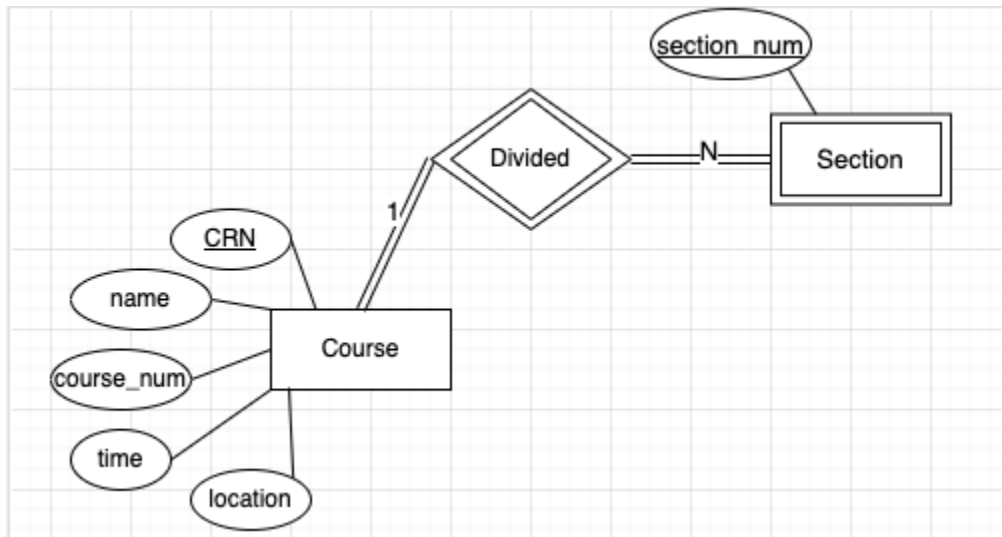 section_num
Divided
N
Section
1
CRN
name
Course
course_num
time
location